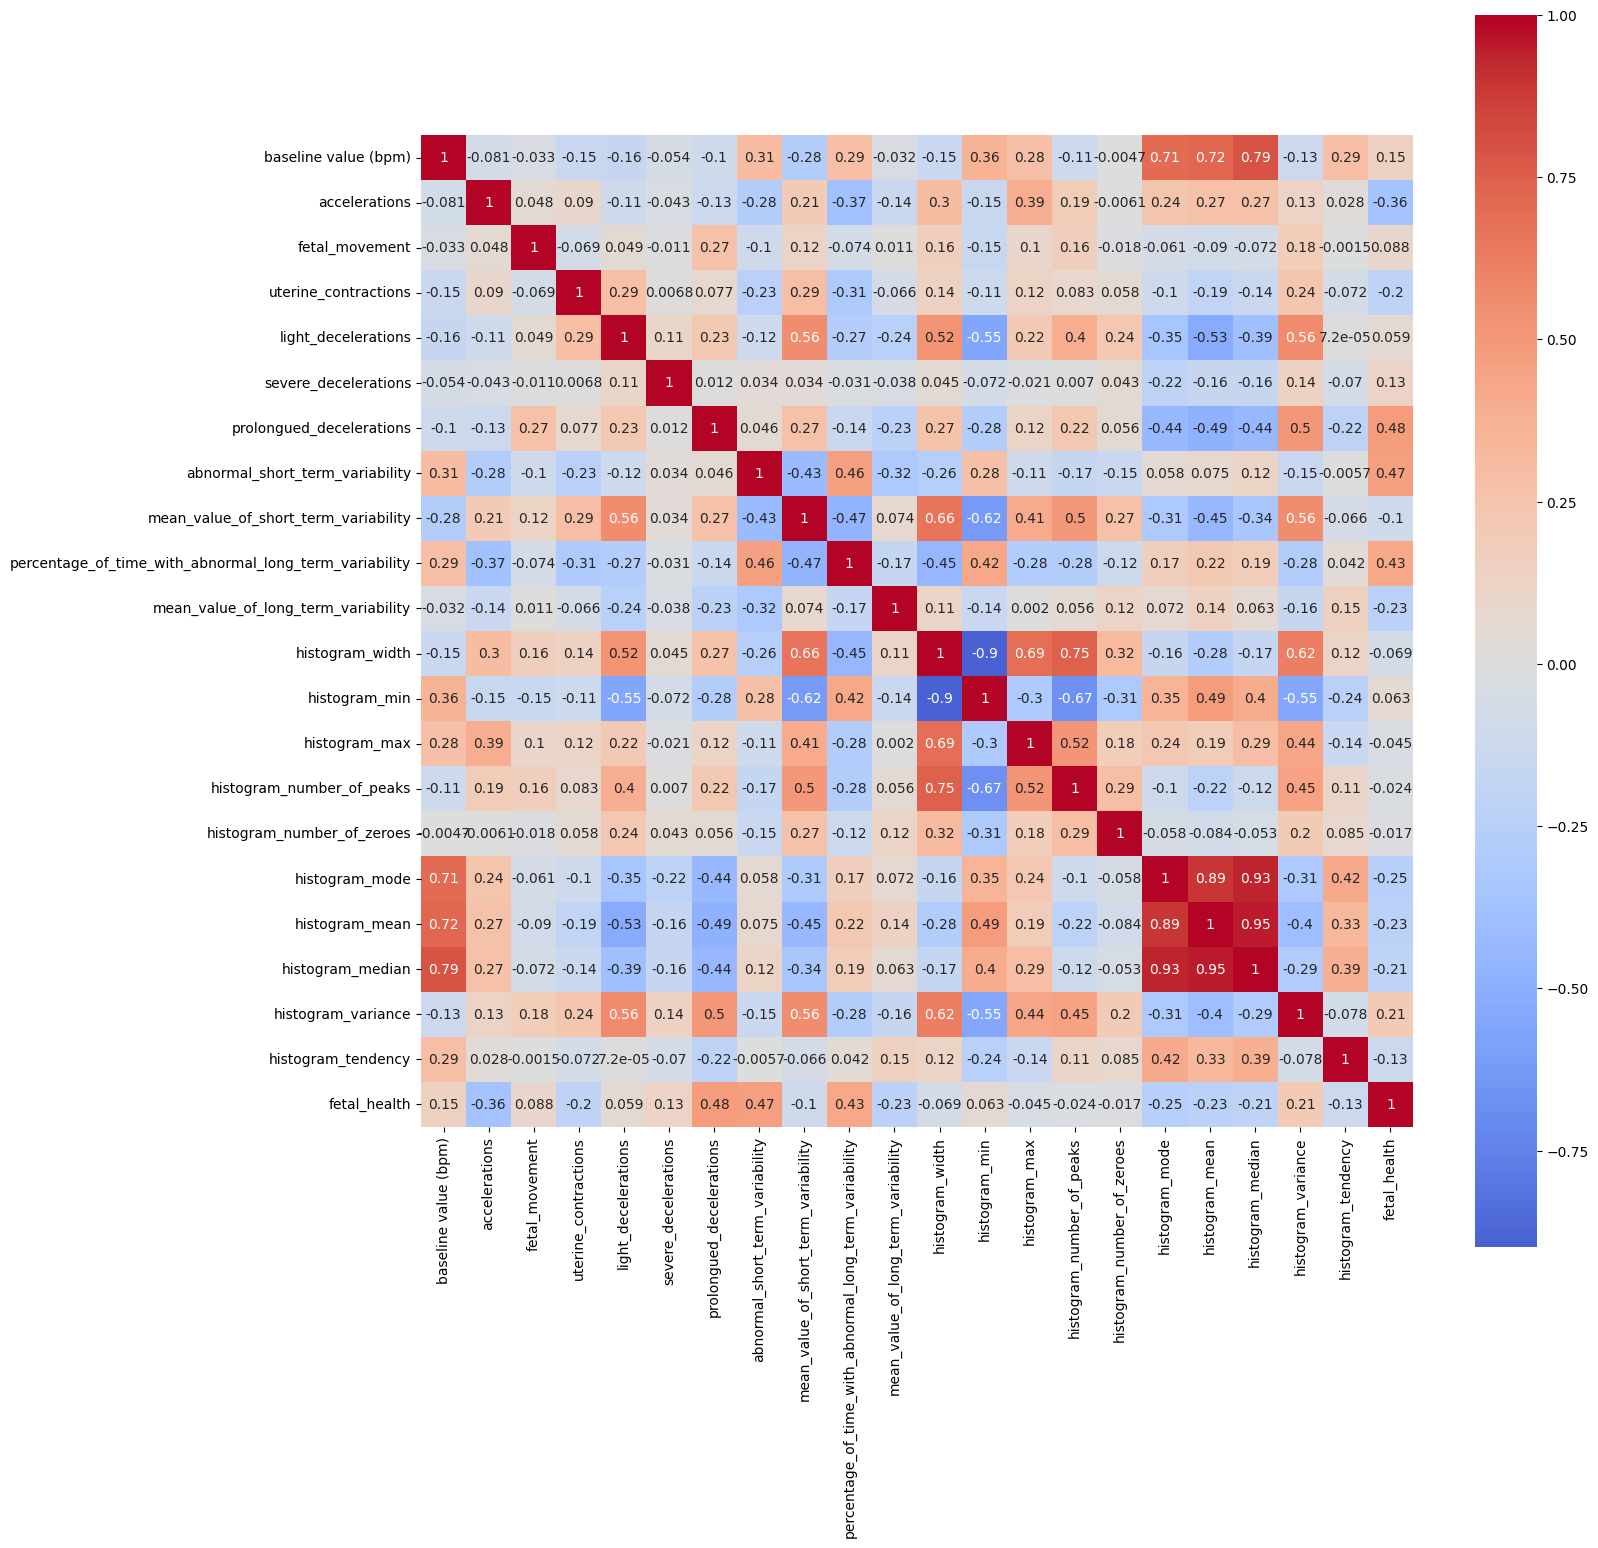 1.00
baseline value (bpm) 1 -0.081 -0.033 -0.15 -0.16 -0.054 -0.1 0.31 -0.28 0.29 -0.032 -0.15 0.36 0.28 -0.11 -0.0047 0.71 0.72 0.79 -0.13 0.29 0.15
accelerations -0.081 1 0.048 0.09 -0.11 -0.043 -0.13 -0.28 0.21 -0.37 -0.14 0.3 -0.15 0.39 0.19 -0.0061 0.24 0.27 0.27 0.13 0.028 -0.36
0.75
fetal_movement -0.033 0.048 1 -0.069 0.049 -0.011 0.27 -0.1 0.12 -0.074 0.011 0.16 -0.15 0.1 0.16 -0.018 -0.061 -0.09 -0.072 0.18 -0.0015 0.088
uterine_contractions -0.15 0.09 -0.069 1 0.29 0.0068 0.077 -0.23 0.29 -0.31 -0.066 0.14 -0.11 0.12 0.083 0.058 -0.1 -0.19 -0.14 0.24 -0.072 -0.2
light_decelerations -0.16 -0.11 0.049 0.29 1 0.11 0.23 -0.12 0.56 -0.27 -0.24 0.52 -0.55 0.22 0.4 0.24 -0.35 -0.53 -0.39 0.56 7.2e-05 0.059
0.50
severe_decelerations -0.054 -0.043 -0.011 0.0068 0.11 1 0.012 0.034 0.034 -0.031 -0.038 0.045 -0.072 -0.021 0.007 0.043 -0.22 -0.16 -0.16 0.14 -0.07 0.13
prolongued_decelerations -0.1 -0.13 0.27 0.077 0.23 0.012 1 0.046 0.27 -0.14 -0.23 0.27 -0.28 0.12 0.22 0.056 -0.44 -0.49 -0.44 0.5 -0.22 0.48
abnormal_short_term_variability 0.31 -0.28 -0.1 -0.23 -0.12 0.034 0.046 1 -0.43 0.46 -0.32 -0.26 0.28 -0.11 -0.17 -0.15 0.058 0.075 0.12 -0.15 -0.0057 0.47
0.25
mean_value_of_short_term_variability -0.28 0.21 0.12 0.29 0.56 0.034 0.27 -0.43 1 -0.47 0.074 0.66 -0.62 0.41 0.5 0.27 -0.31 -0.45 -0.34 0.56 -0.066 -0.1
percentage_of_time_with_abnormal_long_term_variability 0.29 -0.37 -0.074 -0.31 -0.27 -0.031 -0.14 0.46 -0.47 1 -0.17 -0.45 0.42 -0.28 -0.28 -0.12 0.17 0.22 0.19 -0.28 0.042 0.43
mean_value_of_long_term_variability -0.032 -0.14 0.011 -0.066 -0.24 -0.038 -0.23 -0.32 0.074 -0.17 1 0.11 -0.14 0.002 0.056 0.12 0.072 0.14 0.063 -0.16 0.15 -0.23
histogram_width -0.15 0.3 0.16 0.14 0.52 0.045 0.27 -0.26 0.66 -0.45 0.11 1 -0.9 0.69 0.75 0.32 -0.16 -0.28 -0.17 0.62 0.12 -0.069
0.00
histogram_min 0.36 -0.15 -0.15 -0.11 -0.55 -0.072 -0.28 0.28 -0.62 0.42 -0.14 -0.9 1 -0.3 -0.67 -0.31 0.35 0.49 0.4 -0.55 -0.24 0.063
histogram_max 0.28 0.39 0.1 0.12 0.22 -0.021 0.12 -0.11 0.41 -0.28 0.002 0.69 -0.3 1 0.52 0.18 0.24 0.19 0.29 0.44 -0.14 -0.045
histogram_number_of_peaks -0.11 0.19 0.16 0.083 0.4 0.007 0.22 -0.17 0.5 -0.28 0.056 0.75 -0.67 0.52 1 0.29 -0.1 -0.22 -0.12 0.45 0.11 -0.024
-0.25
histogram_number_of_zeroes -0.0047 -0.0061 -0.018 0.058 0.24 0.043 0.056 -0.15 0.27 -0.12 0.12 0.32 -0.31 0.18 0.29 1 -0.058 -0.084 -0.053 0.2 0.085 -0.017
histogram_mode 0.71 0.24 -0.061 -0.1 -0.35 -0.22 -0.44 0.058 -0.31 0.17 0.072 -0.16 0.35 0.24 -0.1 -0.058 1 0.89 0.93 -0.31 0.42 -0.25
histogram_mean 0.72 0.27 -0.09 -0.19 -0.53 -0.16 -0.49 0.075 -0.45 0.22 0.14 -0.28 0.49 0.19 -0.22 -0.084 0.89 1 0.95 -0.4 0.33 -0.23
histogram_median 0.79 0.27 -0.072 -0.14 -0.39 -0.16 -0.44 0.12 -0.34 0.19 0.063 -0.17 0.4 0.29 -0.12 -0.053 0.93 0.95 1 -0.29 0.39 -0.21
-0.50
histogram_variance -0.13 0.13 0.18 0.24 0.56 0.14 0.5 -0.15 0.56 -0.28 -0.16 0.62 -0.55 0.44 0.45 0.2 -0.31 -0.4 -0.29 1 -0.078 0.21
histogram_tendency 0.29 0.028 -0.0015 -0.072 7.2e-05 -0.07 -0.22 -0.0057 -0.066 0.042 0.15 0.12 -0.24 -0.14 0.11 0.085 0.42 0.33 0.39 -0.078 1 -0.13
fetal_health 0.15 -0.36 0.088 -0.2 0.059 0.13 0.48 0.47 -0.1 0.43 -0.23 -0.069 0.063 -0.045 -0.024 -0.017 -0.25 -0.23 -0.21 0.21 -0.13 1
-0.75
baseline value (bpm)
accelerations
fetal_movement
uterine_contractions
light_decelerations
severe_decelerations
prolongued_decelerations
abnormal_short_term_variability
mean_value_of_short_term_variability
percentage_of_time_with_abnormal_long_term_variability
mean_value_of_long_term_variability
histogram_width
histogram_min
histogram_max
histogram_number_of_peaks
histogram_number_of_zeroes
histogram_mode
histogram_mean
histogram_median
histogram_variance
histogram_tendency
fetal_health